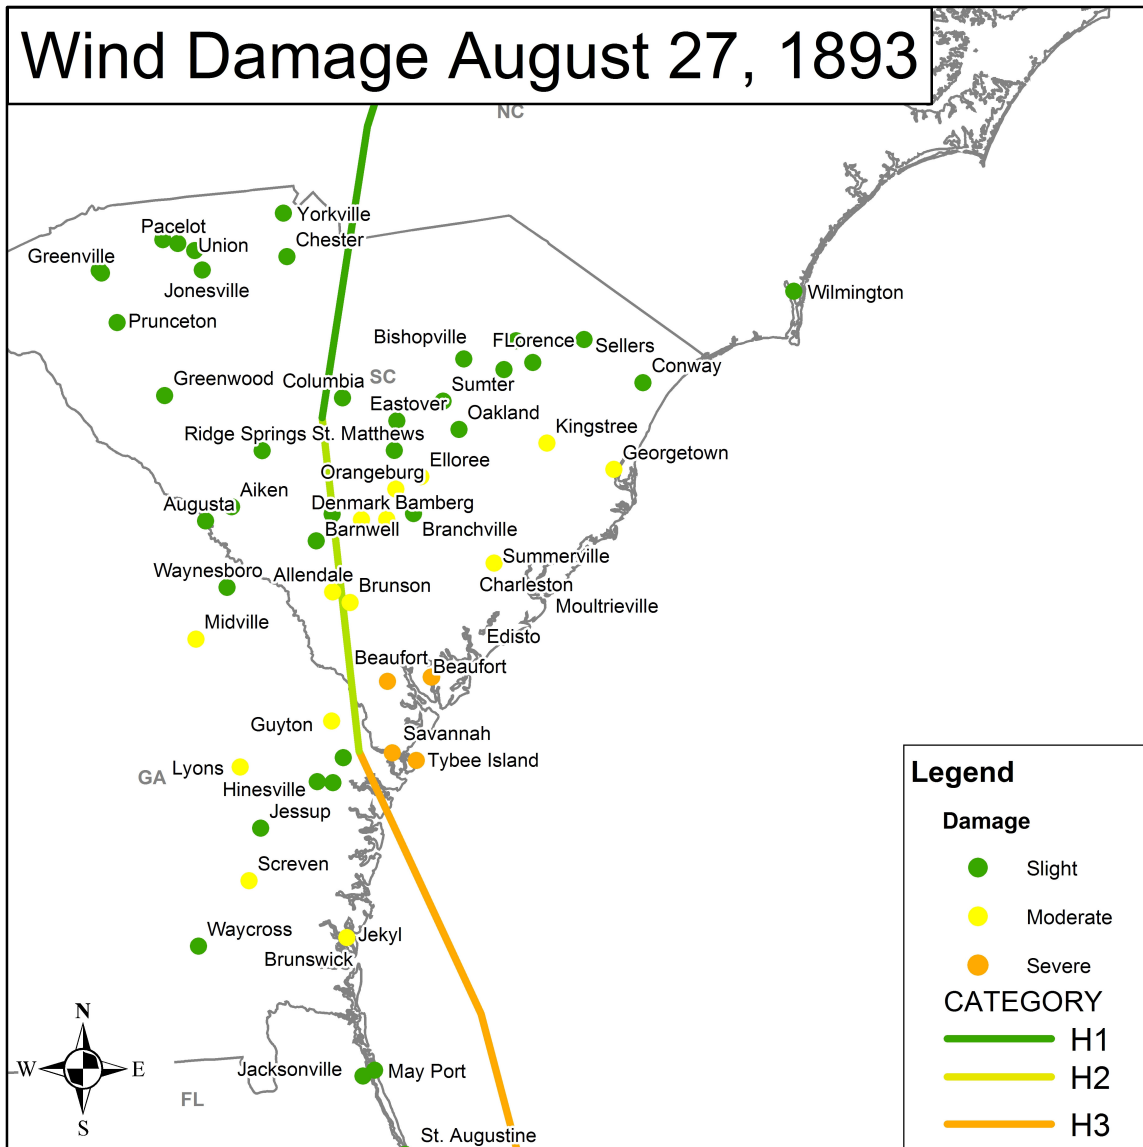 Wind Damage August 27, 1893
NC
Yorkville
Pacelot
Chester
Union
Greenville
Jonesville
Prunceton
Wilmington
Bishopville
FLorence
Sellers
Conway
Greenwood
Columbia
SC
Sumter
Eastover
Oakland
Kingstree
Ridge Springs
St. Matthews
Georgetown
Elloree
Orangeburg
Aiken
Augusta
Denmark
Bamberg
Barnwell
Branchville
Summerville
Waynesboro
Allendale
Brunson
Charleston
Moultrieville
Midville
Edisto
Beaufort
Beaufort
Guyton
Savannah
Tybee Island
Lyons
GA
Hinesville
Jessup
Screven
Waycross
Jekyl
Brunswick
N
W
E
S
Jacksonville
May Port
FL
St. Augustine
Legend
Damage
Slight
Moderate
Severe
CATEGORY
H1
H2
H3